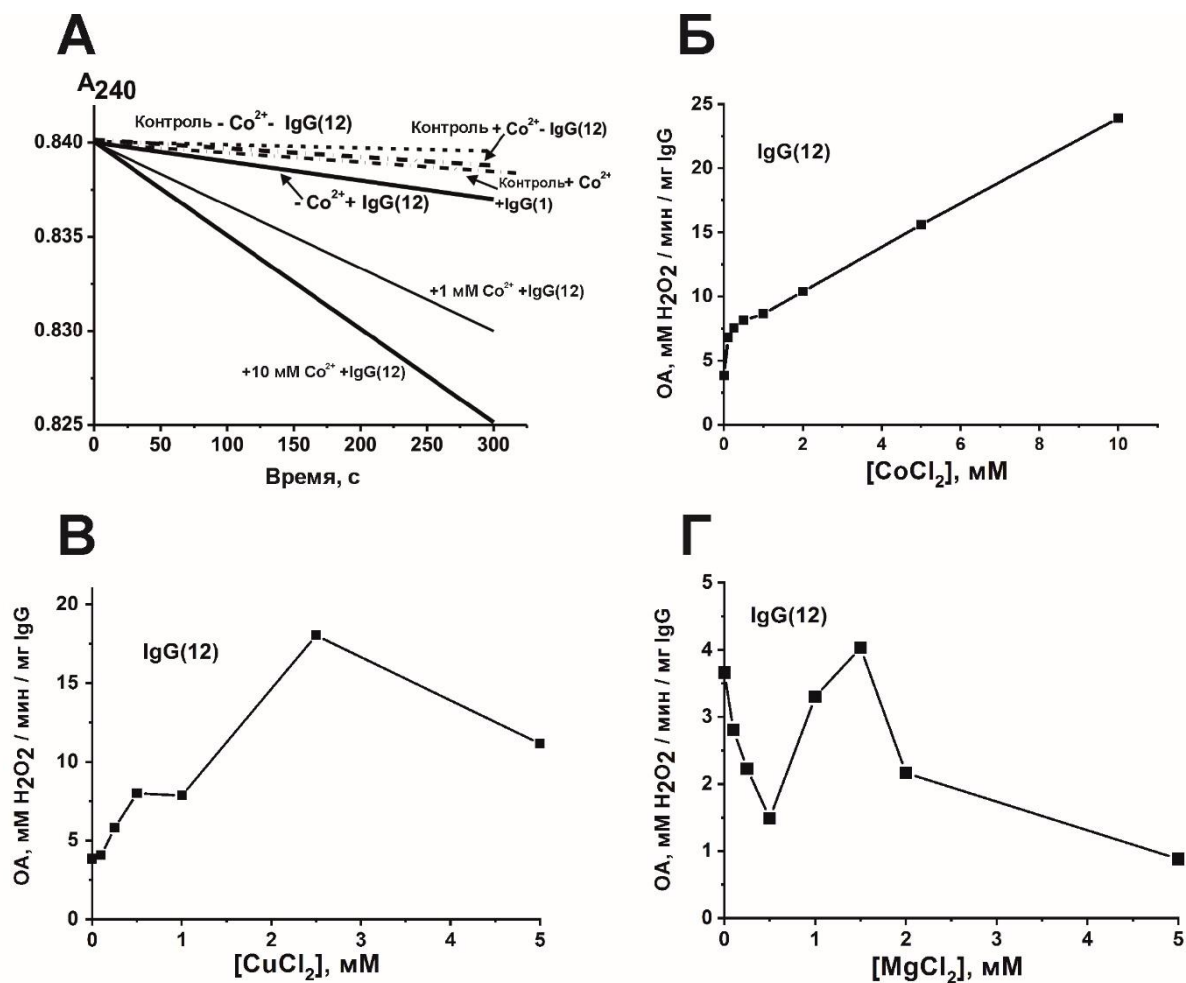 А
A240
Контроль - Co2+- IgG(12)
Контроль + Co2+- IgG(12)
Контроль+ Co2+
+IgG(1)
- Co2++ IgG(12)
+1 мМ Co2+ +IgG(12)
+10 мМ Co2+ +IgG(12)
0.840
0.835
0.830
0.825
0 50 100 150 200 250 300
Время, с
Б
IgG(12)
ОА, мМ H2O2 / мин / мг IgG
25
20
15
10
5
0
0 2 4 6 8 10
[CoCl2], мМ
В
IgG(12)
ОА, мМ H2O2 / мин / мг IgG
20
15
10
5
0
0 1 2 3 4 5
[CuCl2], мМ
Г
IgG(12)
ОА, мМ H2O2 / мин / мг IgG
5
4
3
2
1
0
0 1 2 3 4 5
[MgCl2], мМ